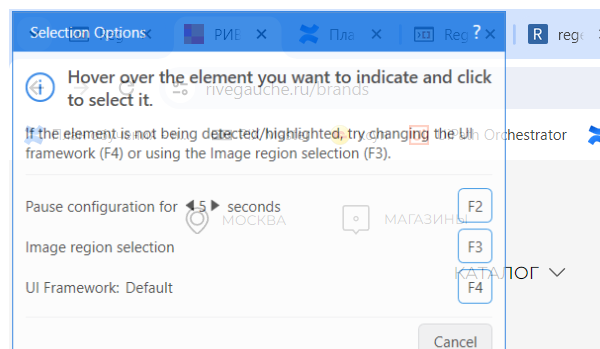 Selection Options
?
РИЕ
Пла
Reg
rege
Hover over the element you want to indicate and click
to select it.
rivegauche.ru/brands
If the element is not being detected/highlighted, try changing the UI
framework (F4) or using the Image region selection (F3).
Orchestrator
Pause configuration for 5 seconds
F2
МОСКВА
МАГАЗИНЫ
Image region selection
F3
КАТАЛОГ
UI Framework: Default
F4
Cancel